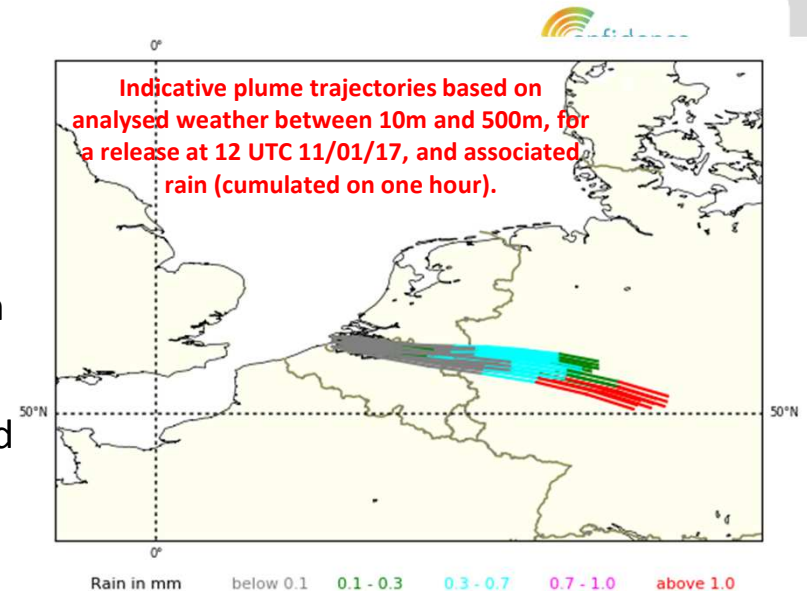 0°
Indicative plume trajectories based on
analysed weather between 10m and 500m, for
a release at 12 UTC 11/01/17, and associated
rain (cumulated on one hour).
50°N
50°N
0°
Rain in mm below 0.1 0.1 - 0.3 0.3 - 0.7 0.7 - 1.0 above 1.0